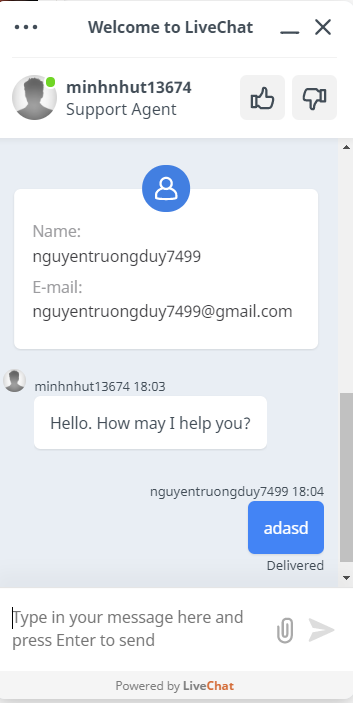 Welcome to LiveChat
minhnhut13674
Support Agent
Name:
nguyentruongduy7499
E-mail:
nguyentruongduy7499@gmail.com
minhnhut13674 18:03
Hello. How may I help you?
nguyentruongduy7499 18:04
adasd
Delivered
Type in your message here and
press Enter to send
Powered by LiveChat